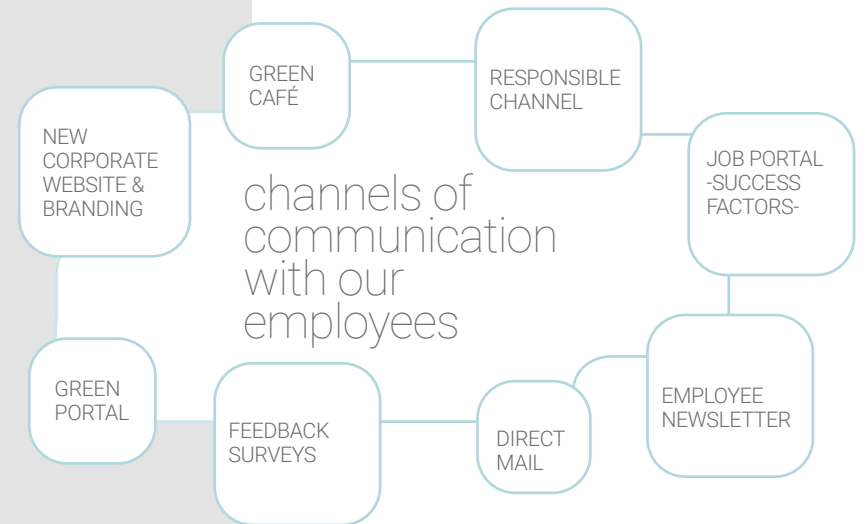 GREEN
CAFÉ
RESPONSIBLE
CHANNEL
NEW
CORPORATE
WEBSITE &
BRANDING
JOB PORTAL
-SUCCESS
FACTORS-
channels of
communication
with our
employees
GREEN
PORTAL
FEEDBACK
SURVEYS
DIRECT
MAIL
EMPLOYEE
NEWSLETTER